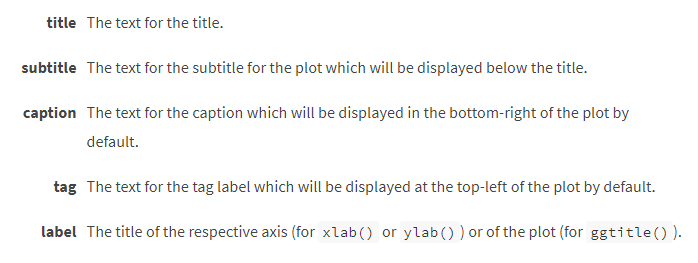 title The text for the title.
subtitle The text for the subtitle for the plot which will be displayed below the title.
caption The text for the caption which will be displayed in the bottom-right of the plot by
default.
tag The text for the tag label which will be displayed at the top-left of the plot by default.
label The title of the respective axis (for xlab() or ylab() ) or of the plot (for ggtitle() ).